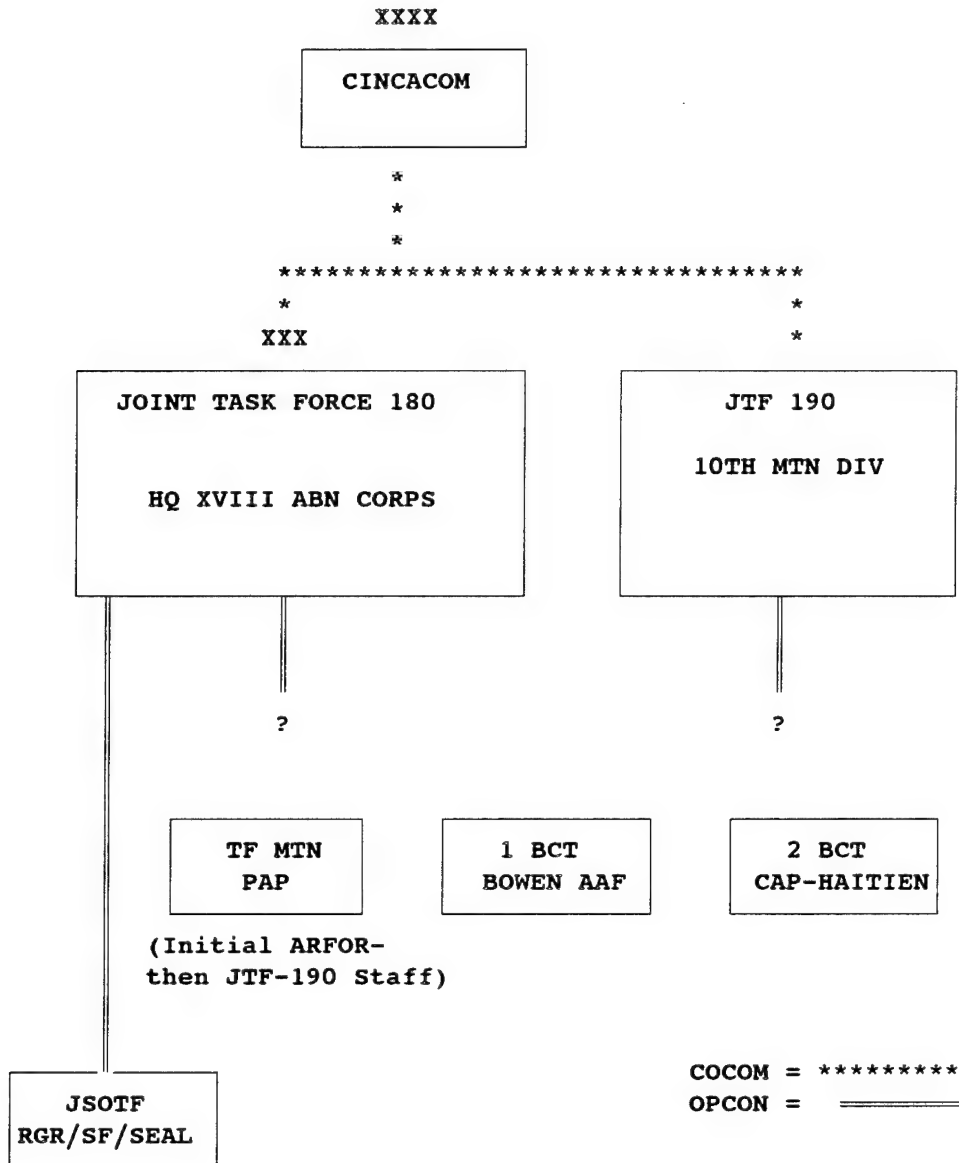 XXXX
CINCACOM
*
*
*
**********************************
* *
XXX *
JOINT TASK FORCE 180 JTF 190
10TH MTN DIV
HQ XVIII ABN CORPS
? ?
TF MTN 1 BCT 2 BCT
PAP BOWEN AAF CAP-HAITIEN
(Initial ARFOR-
then JTF-190 Staff)
COCOM = *********
JSOTF OPCON =
RGR/SF/SEAL